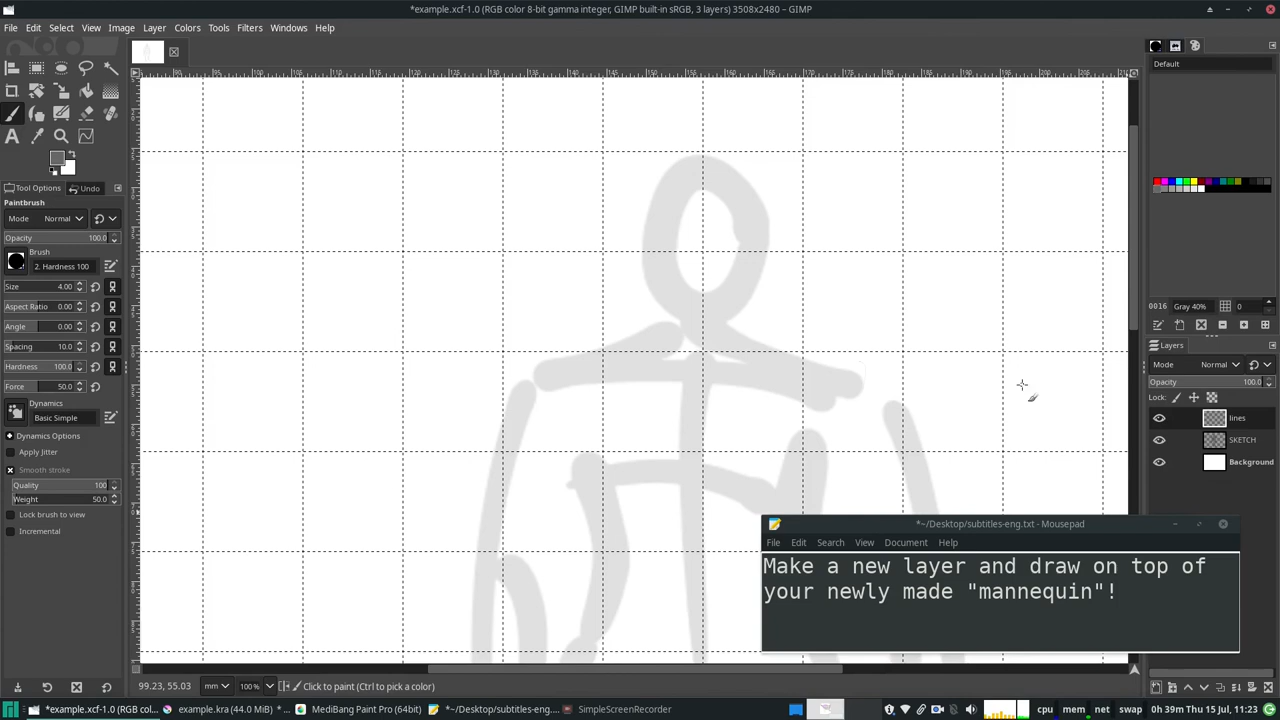 *example.xcf-1.0 (RGB color 8-bit gamma integer, GIMP built-in sRGB, 3 layers) 3508x2480 – GIMP
File Edit Select View Image Layer Colors Tools Filters Windows Help
Tool Options Undo
Paintbrush
Mode Normal
Opacity 100.0
Brush
2. Hardness 100
Size 4.00
Aspect Ratio 0.00
Angle 0.00
Spacing 10.0
Hardness 100.0
Force 50.0
Dynamics
Basic Simple
Dynamics Options
Apply Jitter
Smooth stroke
Quality 100
Weight 50.0
Lock brush to view
Incremental
Default
0016 Gray 40% 0
Layers
Mode Normal
Opacity 100.0
Lock:
lines
SKETCH
Background
*~/Desktop/subtitles-eng.txt - Mousepad
File Edit Search View Document Help
Make a new layer and draw on top of
your newly made "mannequin"!
99.23, 55.03 mm 100% Click to paint (Ctrl to pick a color)
*example.xcf-1.0 (RGB col... example.kra (44.0 MiB) *... MediBang Paint Pro (64bit) *~/Desktop/subtitles-eng.... SimpleScreenRecorder cpu mem net swap 0h 39m Thu 15 Jul, 11:23